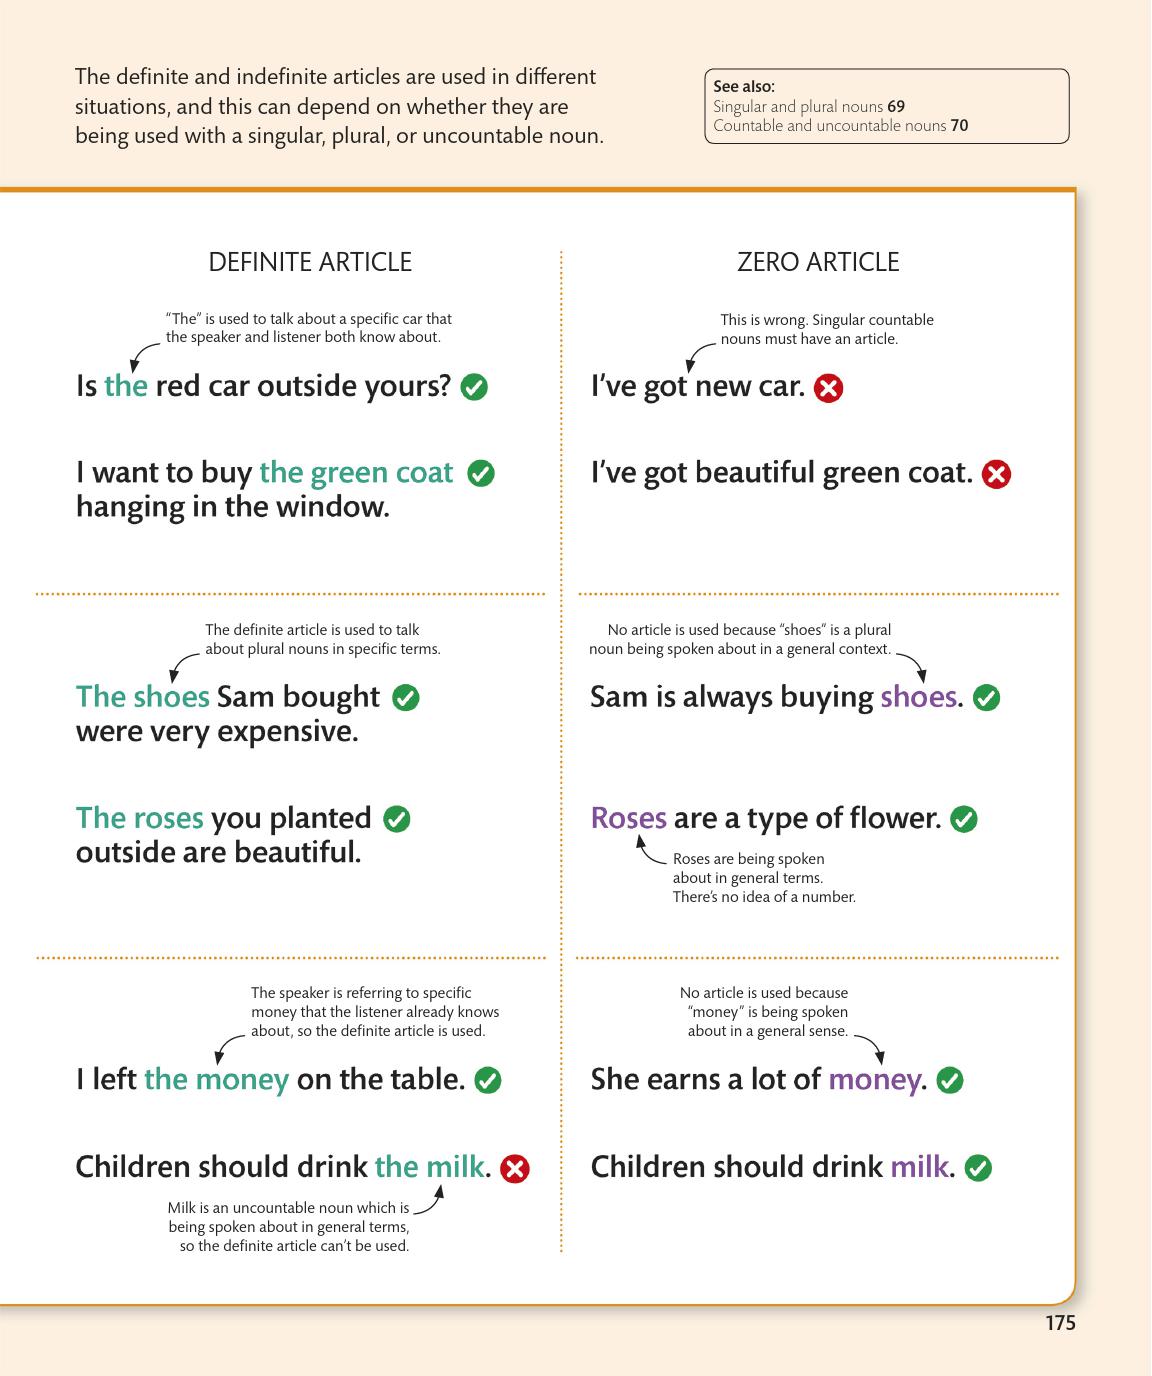 The definite and indefinite articles are used in different
situations, and this can depend on whether they are
being used with a singular, plural, or uncountable noun.
See also:
Singular and plural nouns 69
Countable and uncountable nouns 70
DEFINITE ARTICLE
“The” is used to talk about a specific car that
the speaker and listener both know about.
Is the red car outside yours?
I want to buy the green coat
hanging in the window.
ZERO ARTICLE
This is wrong. Singular countable
nouns must have an article.
I’ve got new car.
I’ve got beautiful green coat.
The definite article is used to talk
about plural nouns in specific terms.
The shoes Sam bought
were very expensive.
The roses you planted
outside are beautiful.
No article is used because “shoes” is a plural
noun being spoken about in a general context.
Sam is always buying shoes.
Roses are a type of flower.
Roses are being spoken
about in general terms.
There’s no idea of a number.
The speaker is referring to specific
money that the listener already knows
about, so the definite article is used.
I left the money on the table.
Children should drink the milk.
Milk is an uncountable noun which is
being spoken about in general terms,
so the definite article can’t be used.
No article is used because
“money” is being spoken
about in a general sense.
She earns a lot of money.
Children should drink milk.
175